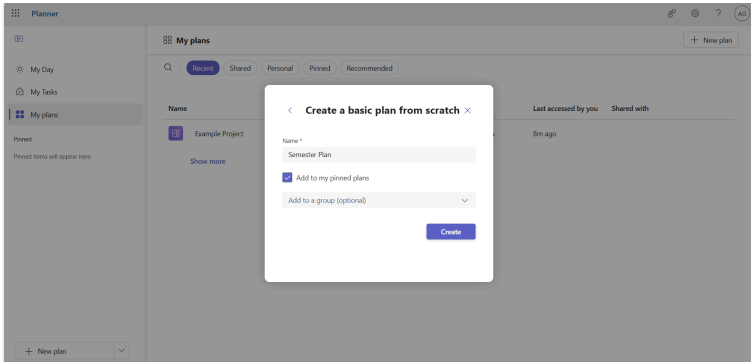 Planner
AG
My plans
New plan
My Day
Recent Shared Personal Pinned Recommended
My Tasks
My plans
Create a basic plan from scratch
Name
Last accessed by you
Shared with
Example Project
8m ago
Name *
Pinned
Semester Plan
Pinned items will appear here.
Show more
Add to my pinned plans
Add to a group (optional)
Create
New plan